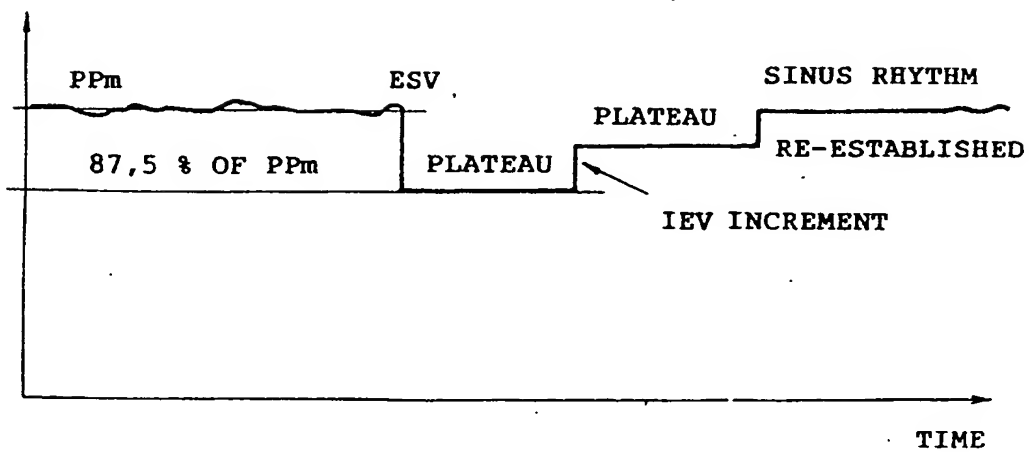 PPm
ESV
SINUS RHYTHM
PLATEAU
RE-ESTABLISHED
87,5 % OF PPm
PLATEAU
IEV INCREMENT
TIME